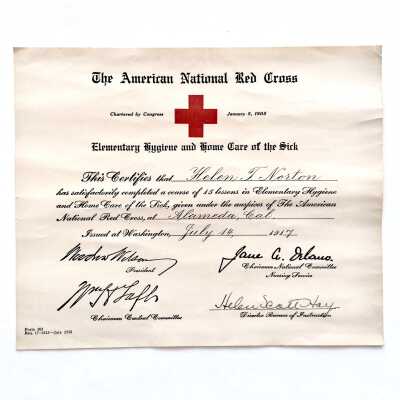 The American National Red Cross
Chartered by Congress January 5, 1905
Elementary Hygiene and Home Care of the Sick
This Certifies that Helen T Norton
has satisfactorily completed a course of 15 lessons in Elementary Hygiene
and Home Care of the Sick, given under the auspices of The American
National Red Cross, at Alameda, Cal.
Issued at Washington, July 14, 1917
Woodrow Wilson Jane A. Delano
President Chairman National Committee
Nursing Service
Wm H Taft Helen Scott Hay
Chairman Central Committee Director Bureau of Instruction